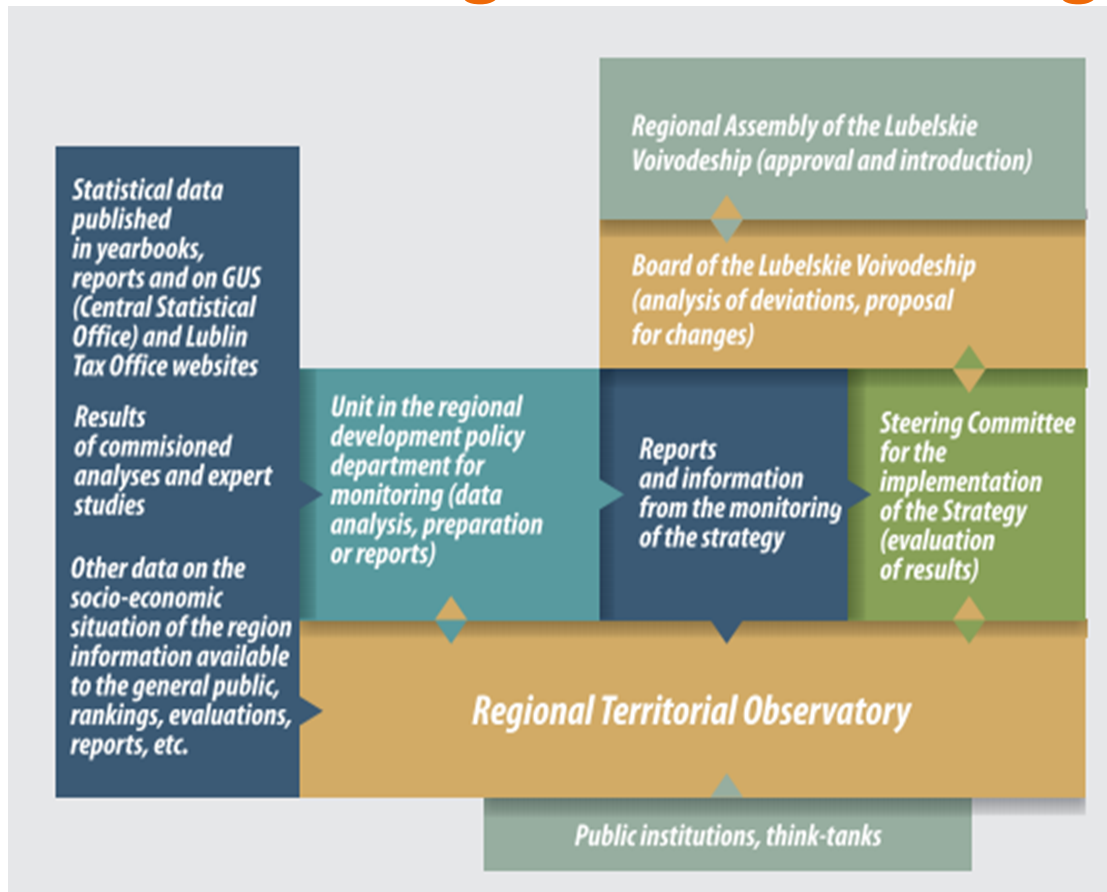 Regional Assembly of the Lubelskie
Voivodeship (approval and introduction)
Board of the Lubelskie Voivodeship
(analysis of deviations, proposal
for changes)
Statistical data
published
in yearbooks,
reports and on GUS
(Central Statistical
Office) and Lublin
Tax Office websites
Results
of commisioned
analyses and expert
studies
Other data on the
socio-economic
situation of the region
information available
to the general public,
rankings, evaluations,
reports, etc.
Unit in the regional
development policy
department for
monitoring (data
analysis, preparation
or reports)
Reports
and information
from the monitoring
of the strategy
Steering Committee
for the
implementation
of the Strategy
(evaluation
of results)
Regional Territorial Observatory
Public institutions, think-tanks